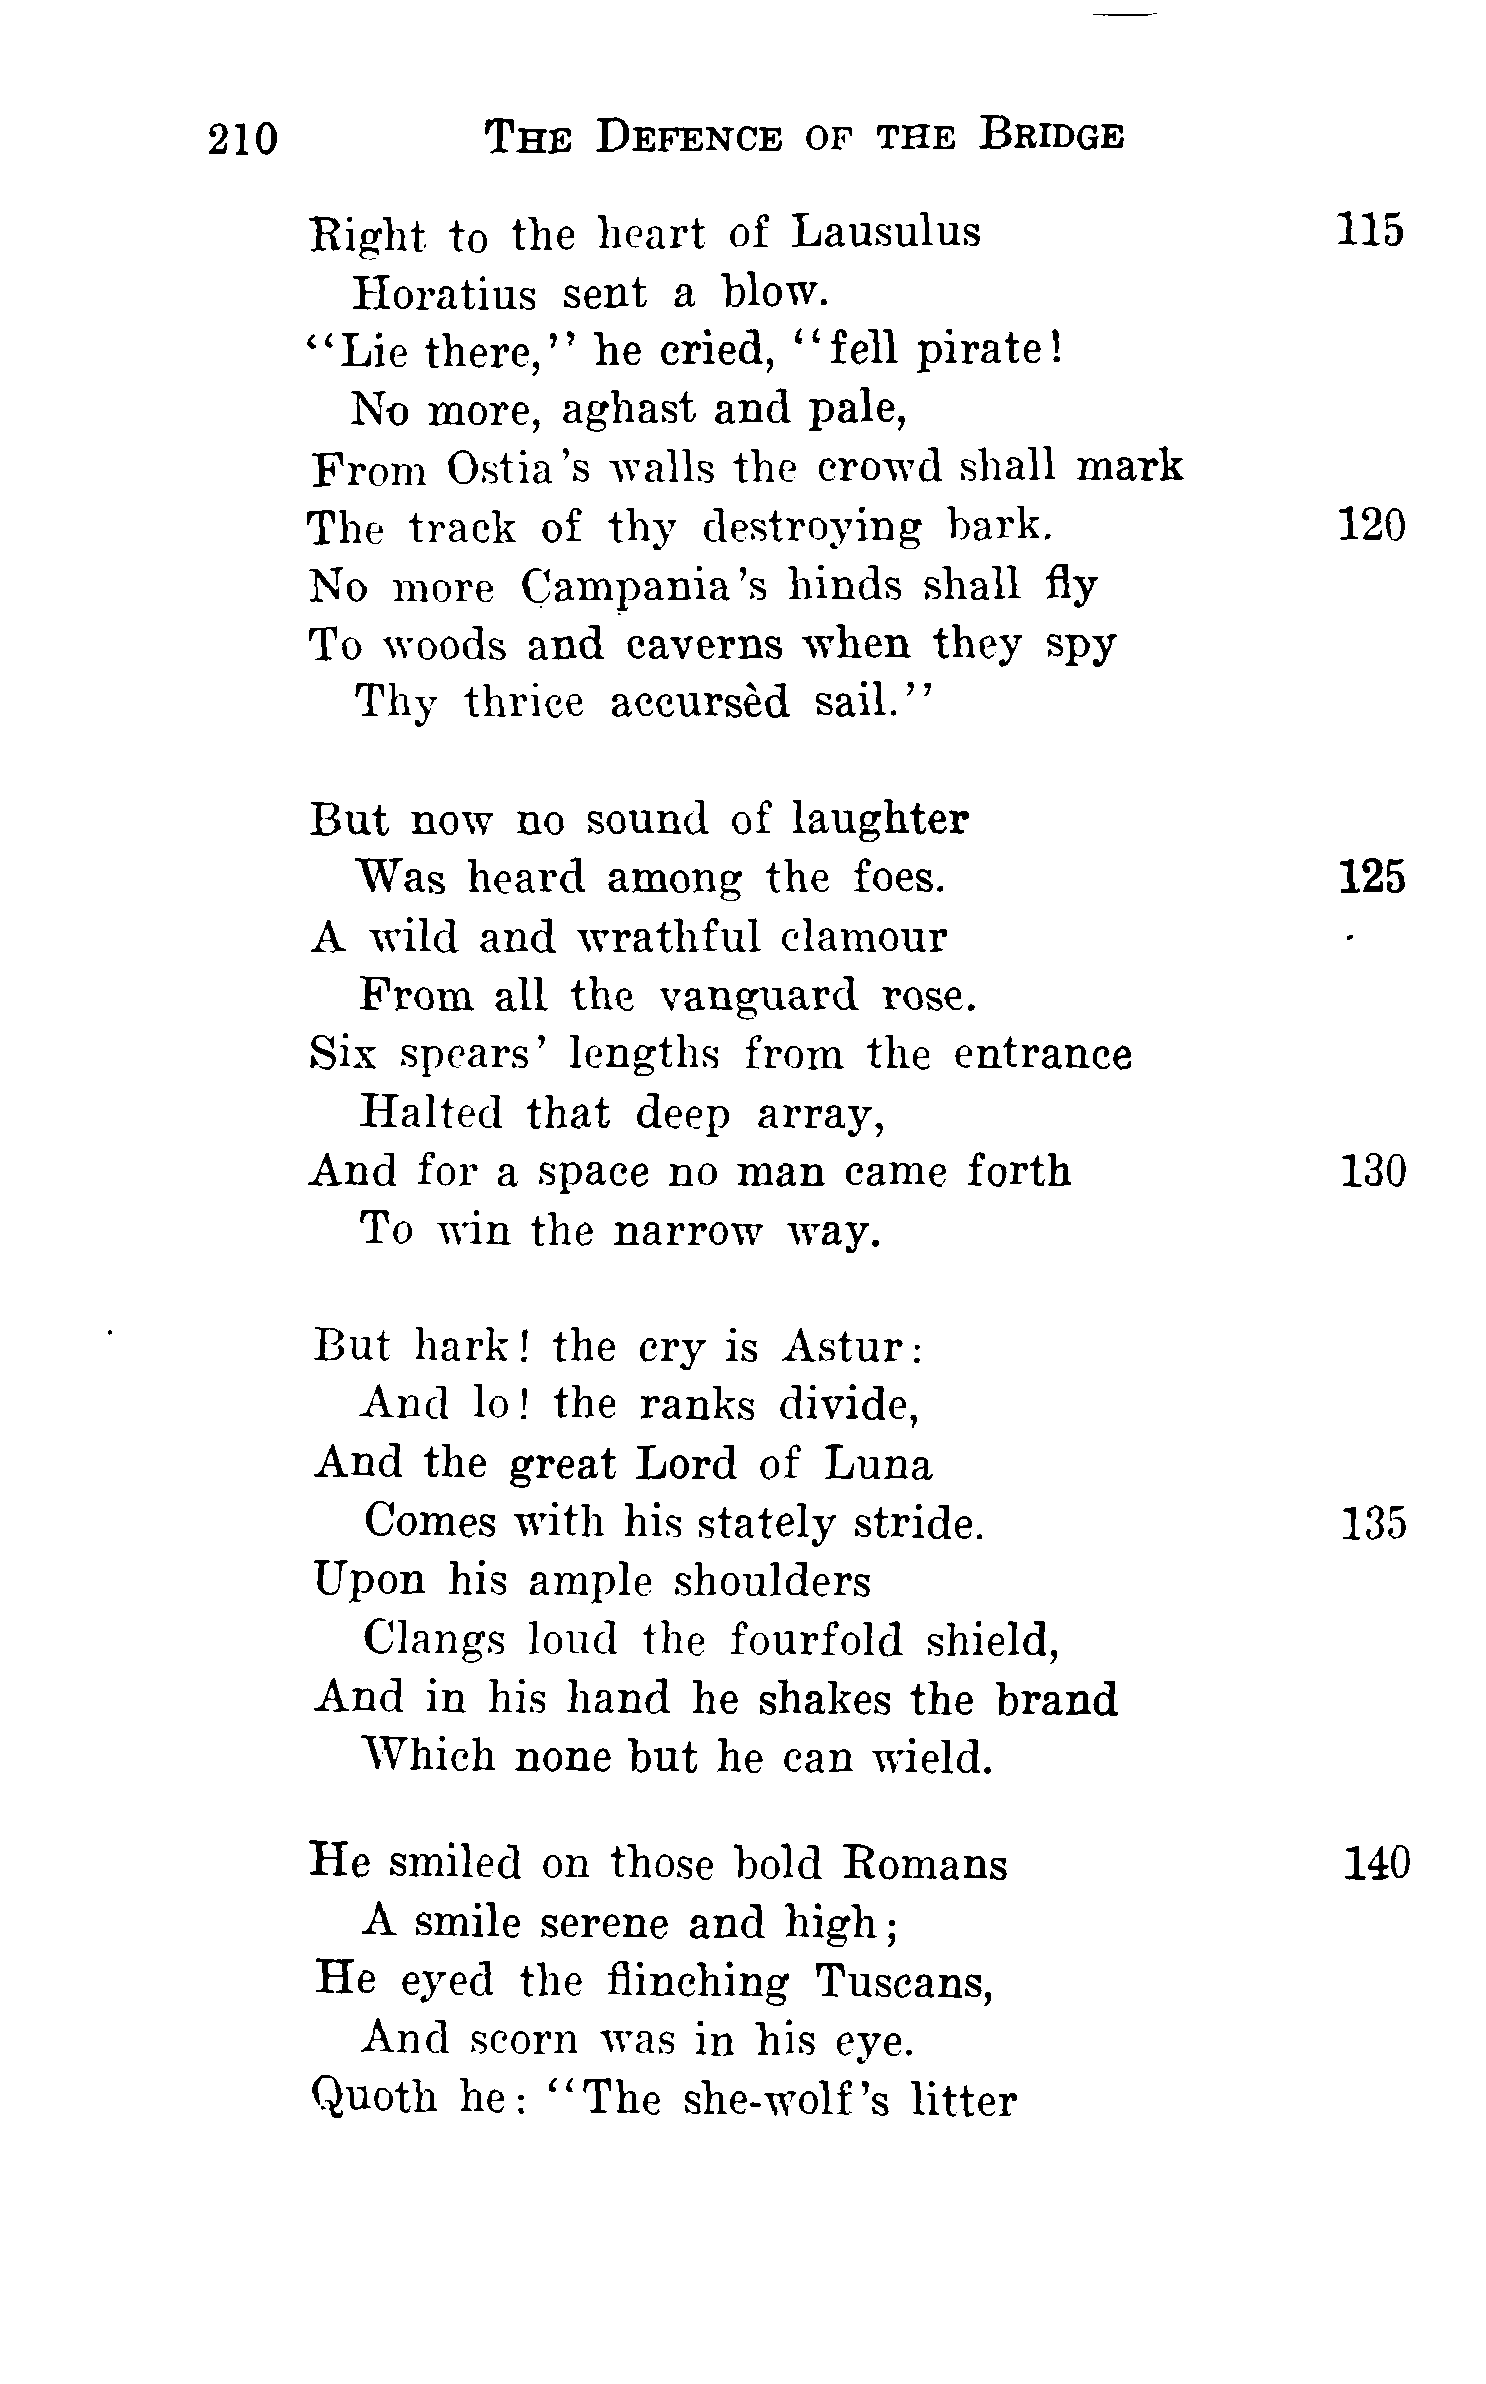 210 THE DEFENCE OF THE BRIDGE
Right to the heart of Lausulus 115
Horatius sent a blow.
"Lie there," he cried, "fell pirate!
No more, aghast and pale,
From Ostia's walls the crowd shall mark
The track of thy destroying bark. 120
No more Campania's hinds shall fly
To woods and caverns when they spy
Thy thrice accursèd sail."
But now no sound of laughter
Was heard among the foes. 125
A wild and wrathful clamour
From all the vanguard rose.
Six spears' lengths from the entrance
Halted that deep array,
And for a space no man came forth 130
To win the narrow way.
But hark! the cry is Astur:
And lo! the ranks divide,
And the great Lord of Luna
Comes with his stately stride. 135
Upon his ample shoulders
Clangs loud the fourfold shield,
And in his hand he shakes the brand
Which none but he can wield.
He smiled on those bold Romans 140
A smile serene and high;
He eyed the flinching Tuscans,
And scorn was in his eye.
Quoth he: "The she-wolf's litter